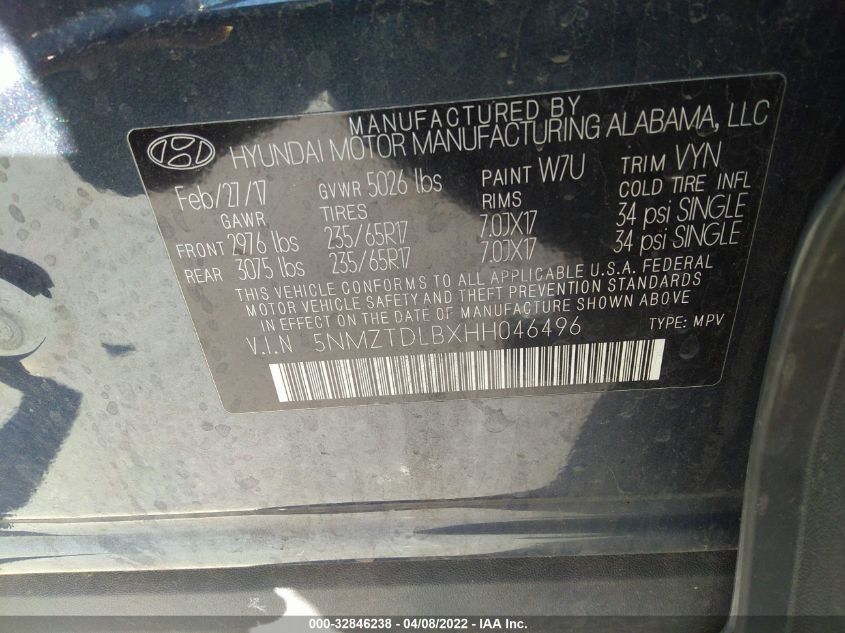 MANUFACTURED BY
HYUNDAI MOTOR MANUFACTURING ALABAMA, LLC
Feb/27/17 GVWR 5026 lbs PAINT W7U TRIM VYN
GAWR TIRES RIMS COLD TIRE INFL
FRONT 2976 lbs 235/65R17 7.0JX17 34 psi SINGLE
REAR 3075 lbs 235/65R17 7.0JX17 34 psi SINGLE
THIS VEHICLE CONFORMS TO ALL APPLICABLE U.S.A. FEDERAL
MOTOR VEHICLE SAFETY AND THEFT PREVENTION STANDARDS
IN EFFECT ON THE DATE OF MANUFACTURE SHOWN ABOVE
V.I.N 5NMZTDLBXHH046496 TYPE: MPV
000-32846238 - 04/08/2022 - IAA Inc.